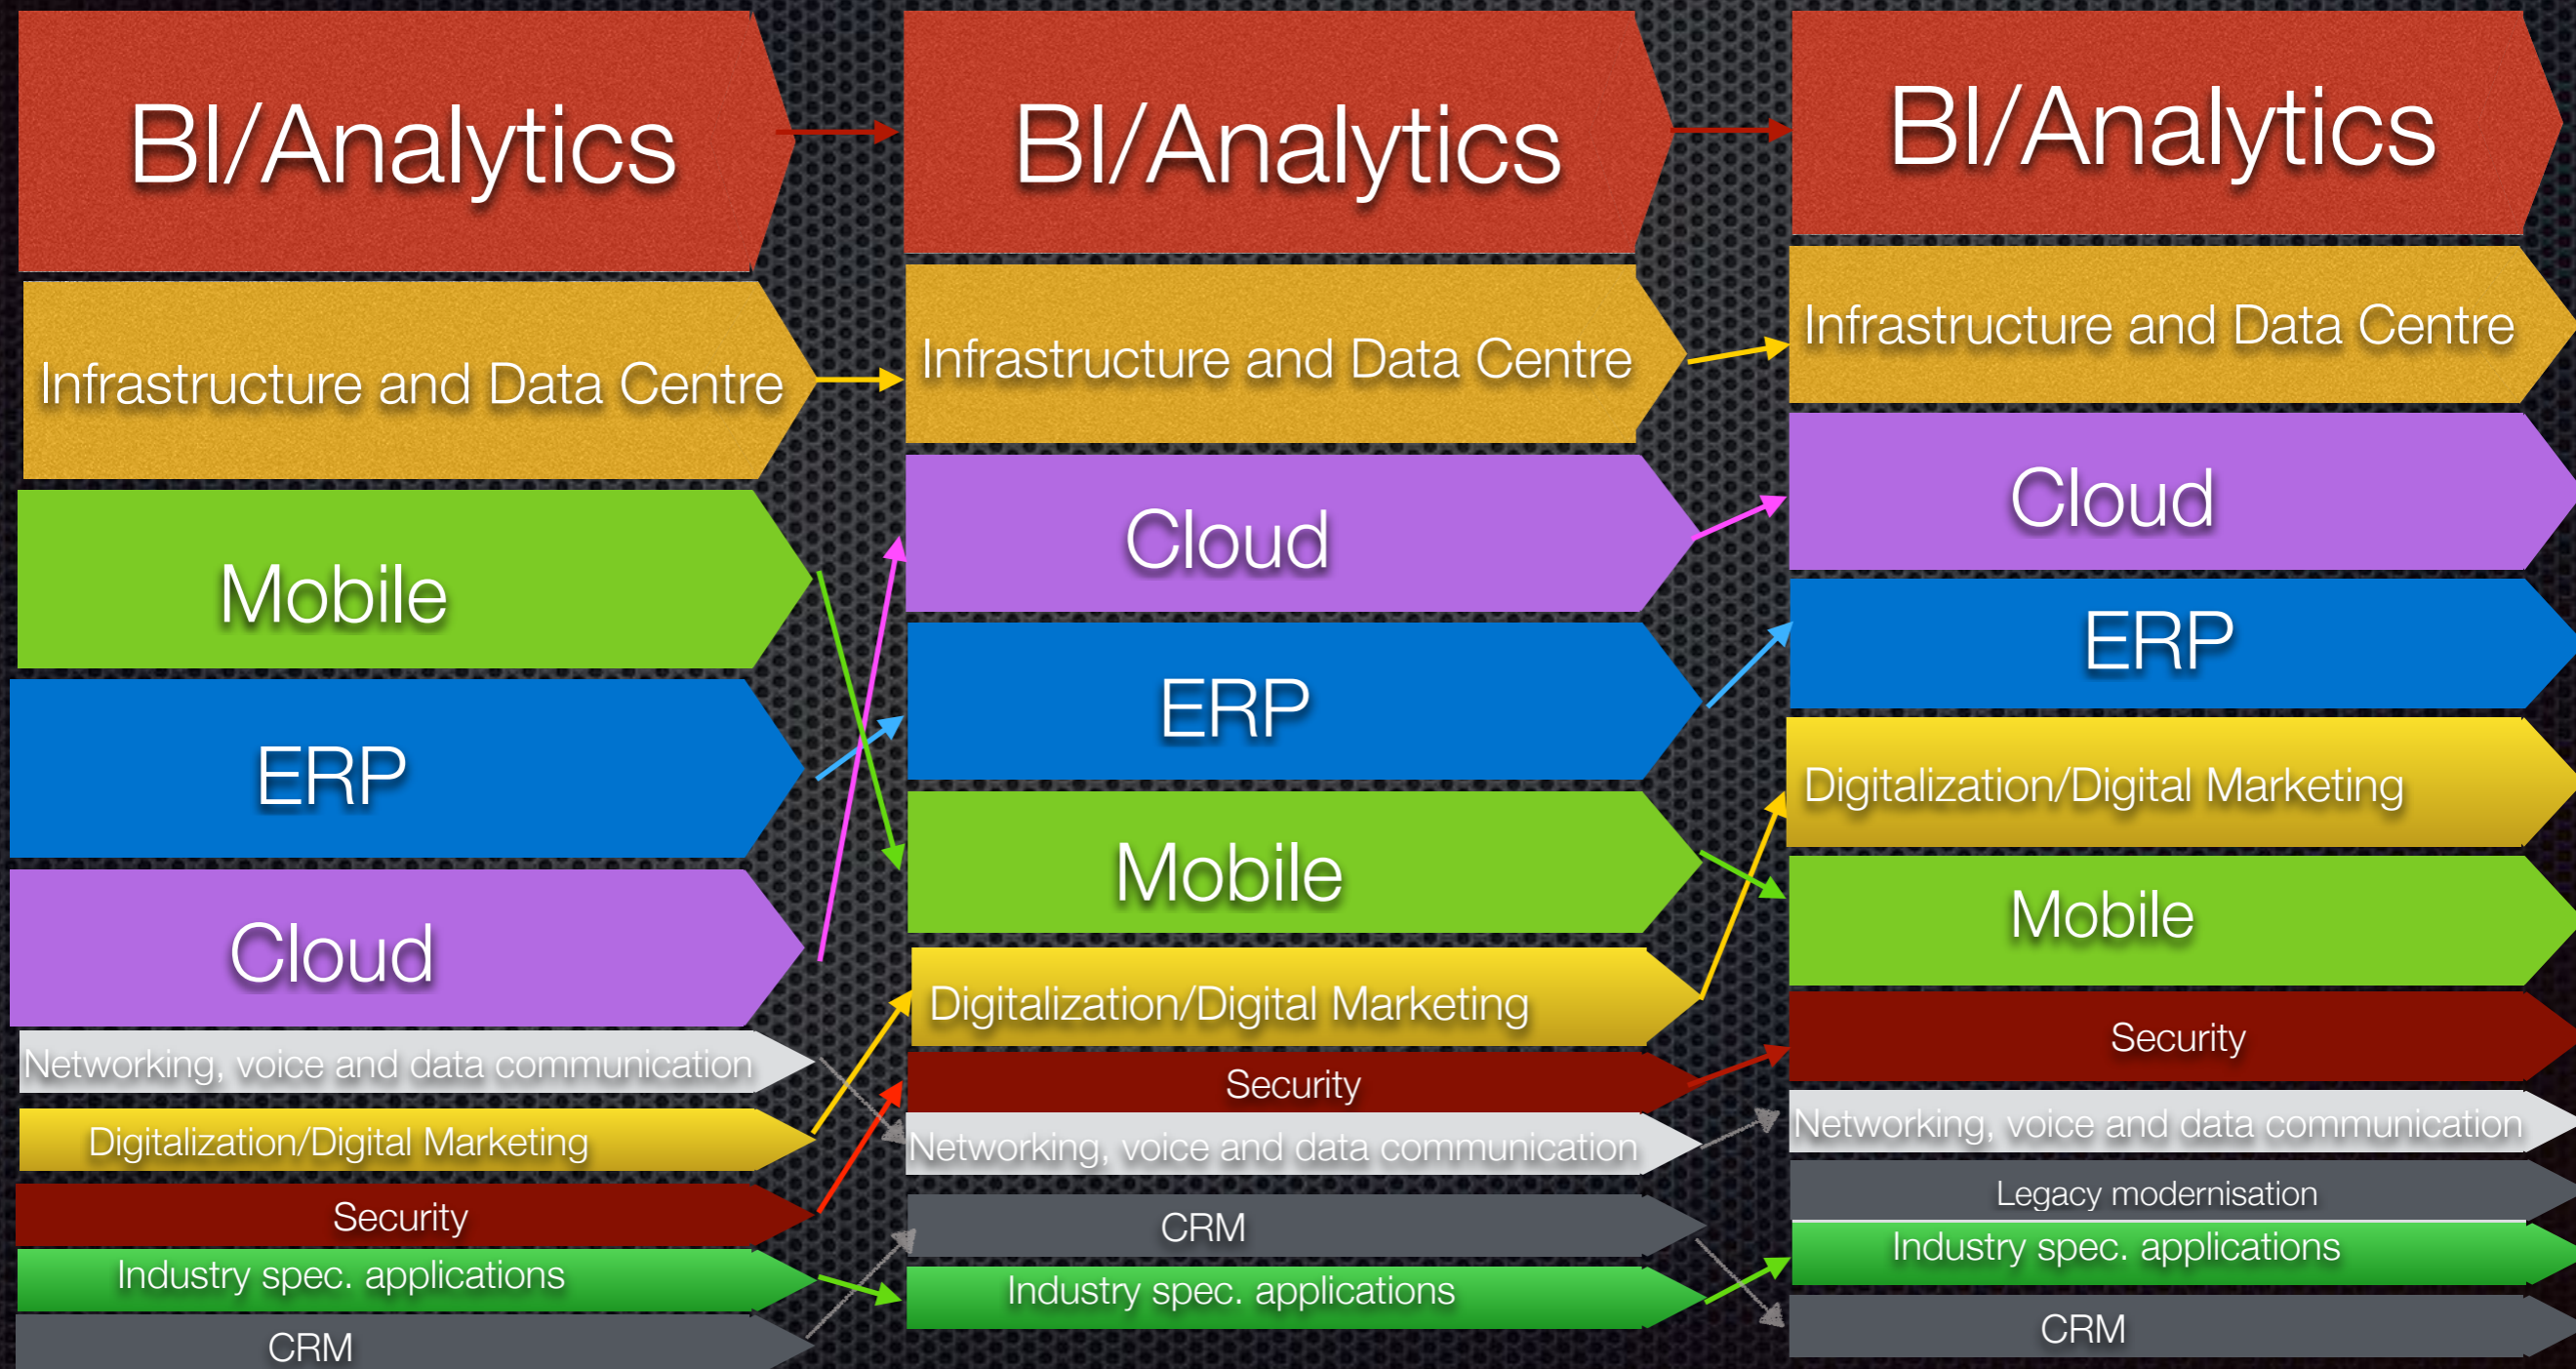 BI/Analytics
Infrastructure and Data Centre
Mobile
ERP
Cloud
Networking, voice and data communication
Digitalization/Digital Marketing
Security
Industry spec. applications
CRM
BI/Analytics
Infrastructure and Data Centre
Cloud
ERP
Mobile
Digitalization/Digital Marketing
Security
Networking, voice and data communication
CRM
Industry spec. applications
BI/Analytics
Infrastructure and Data Centre
Cloud
ERP
Digitalization/Digital Marketing
Mobile
Security
Networking, voice and data communication
Legacy modernisation
Industry spec. applications
CRM